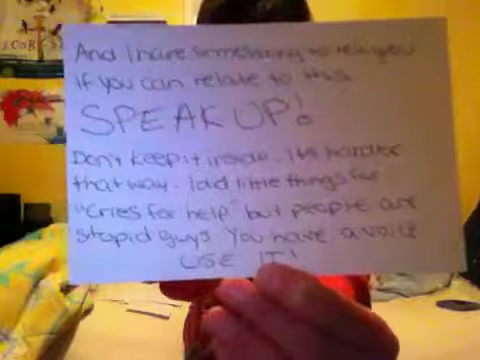 And I have something to tell you
if you can relate to this
SPEAK UP!
Don't keep it inside. It's harder
that way. I did little things for
"cries for help" but people are
stupid guys. You have a voice
USE IT!